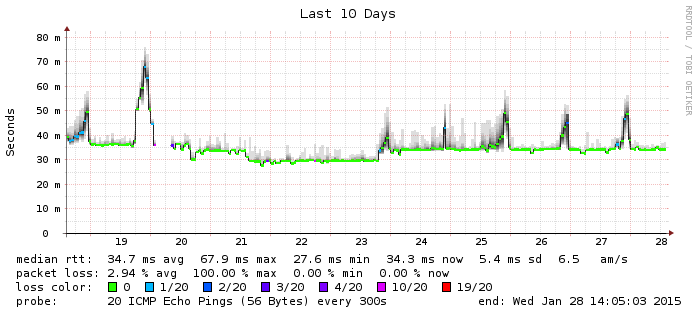 Last 10 Days
RRDTOOL / TOBI OETIKER
Seconds
80 m
70 m
60 m
50 m
40 m
30 m
20 m
10 m
0
19 20 21 22 23 24 25 26 27 28
median rtt: 34.7 ms avg 67.9 ms max 27.6 ms min 34.3 ms now 5.4 ms sd 6.5 am/s
packet loss: 2.94 % avg 100.00 % max 0.00 % min 0.00 % now
loss color: 0 1/20 2/20 3/20 4/20 10/20 19/20
probe: 20 ICMP Echo Pings (56 Bytes) every 300s end: Wed Jan 28 14:05:03 2015